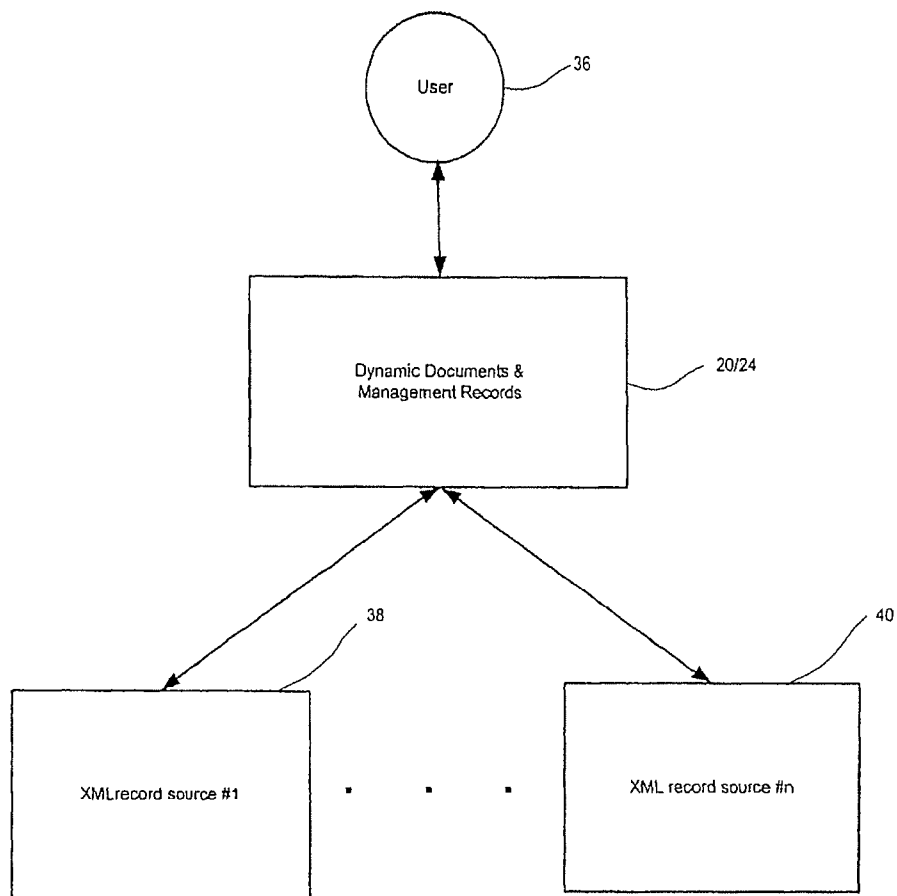 User
36
Dynamic Documents &
Management Records
20/24
38
40
XMLrecord source #1
XML record source #n